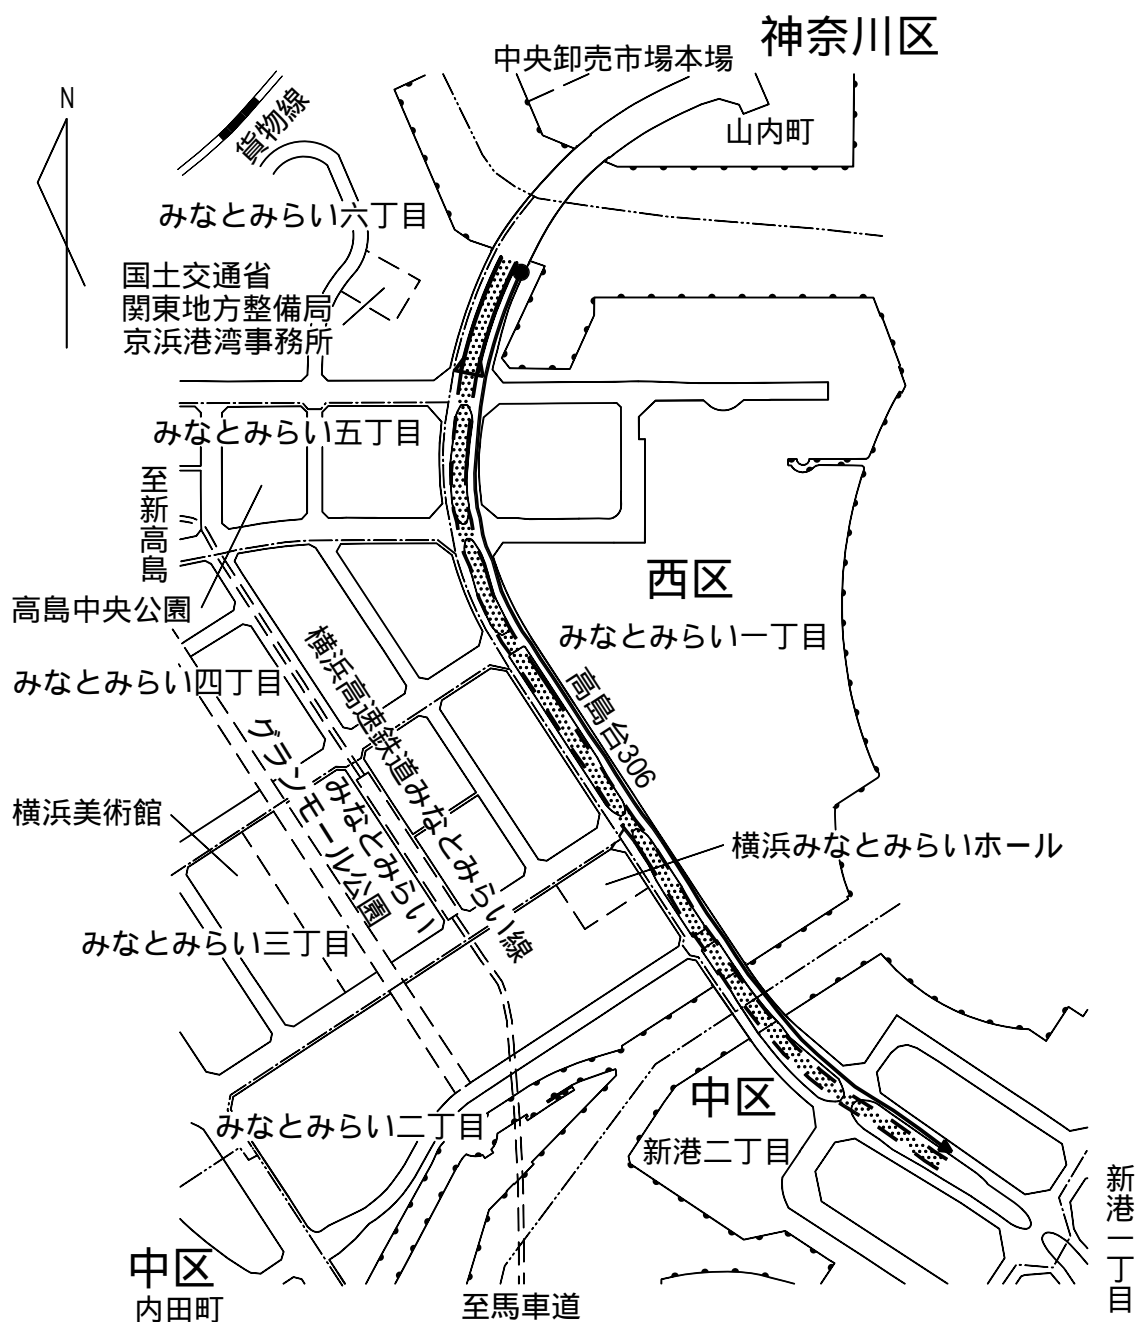 神奈川区
中央卸売市場本場
N
貨物線
山内町
みなとみらい六丁目
国土交通省
関東地方整備局
京浜港湾事務所
みなとみらい五丁目
至新高島
西区
高島中央公園
みなとみらい一丁目
横浜高速鉄道みなとみらい線
みなとみらい四丁目
高島台306
グランモール公園
みなとみらい
横浜美術館
横浜みなとみらいホール
みなとみらい三丁目
中区
みなとみらい二丁目
新港二丁目
新港一丁目
中区
内田町
至馬車道